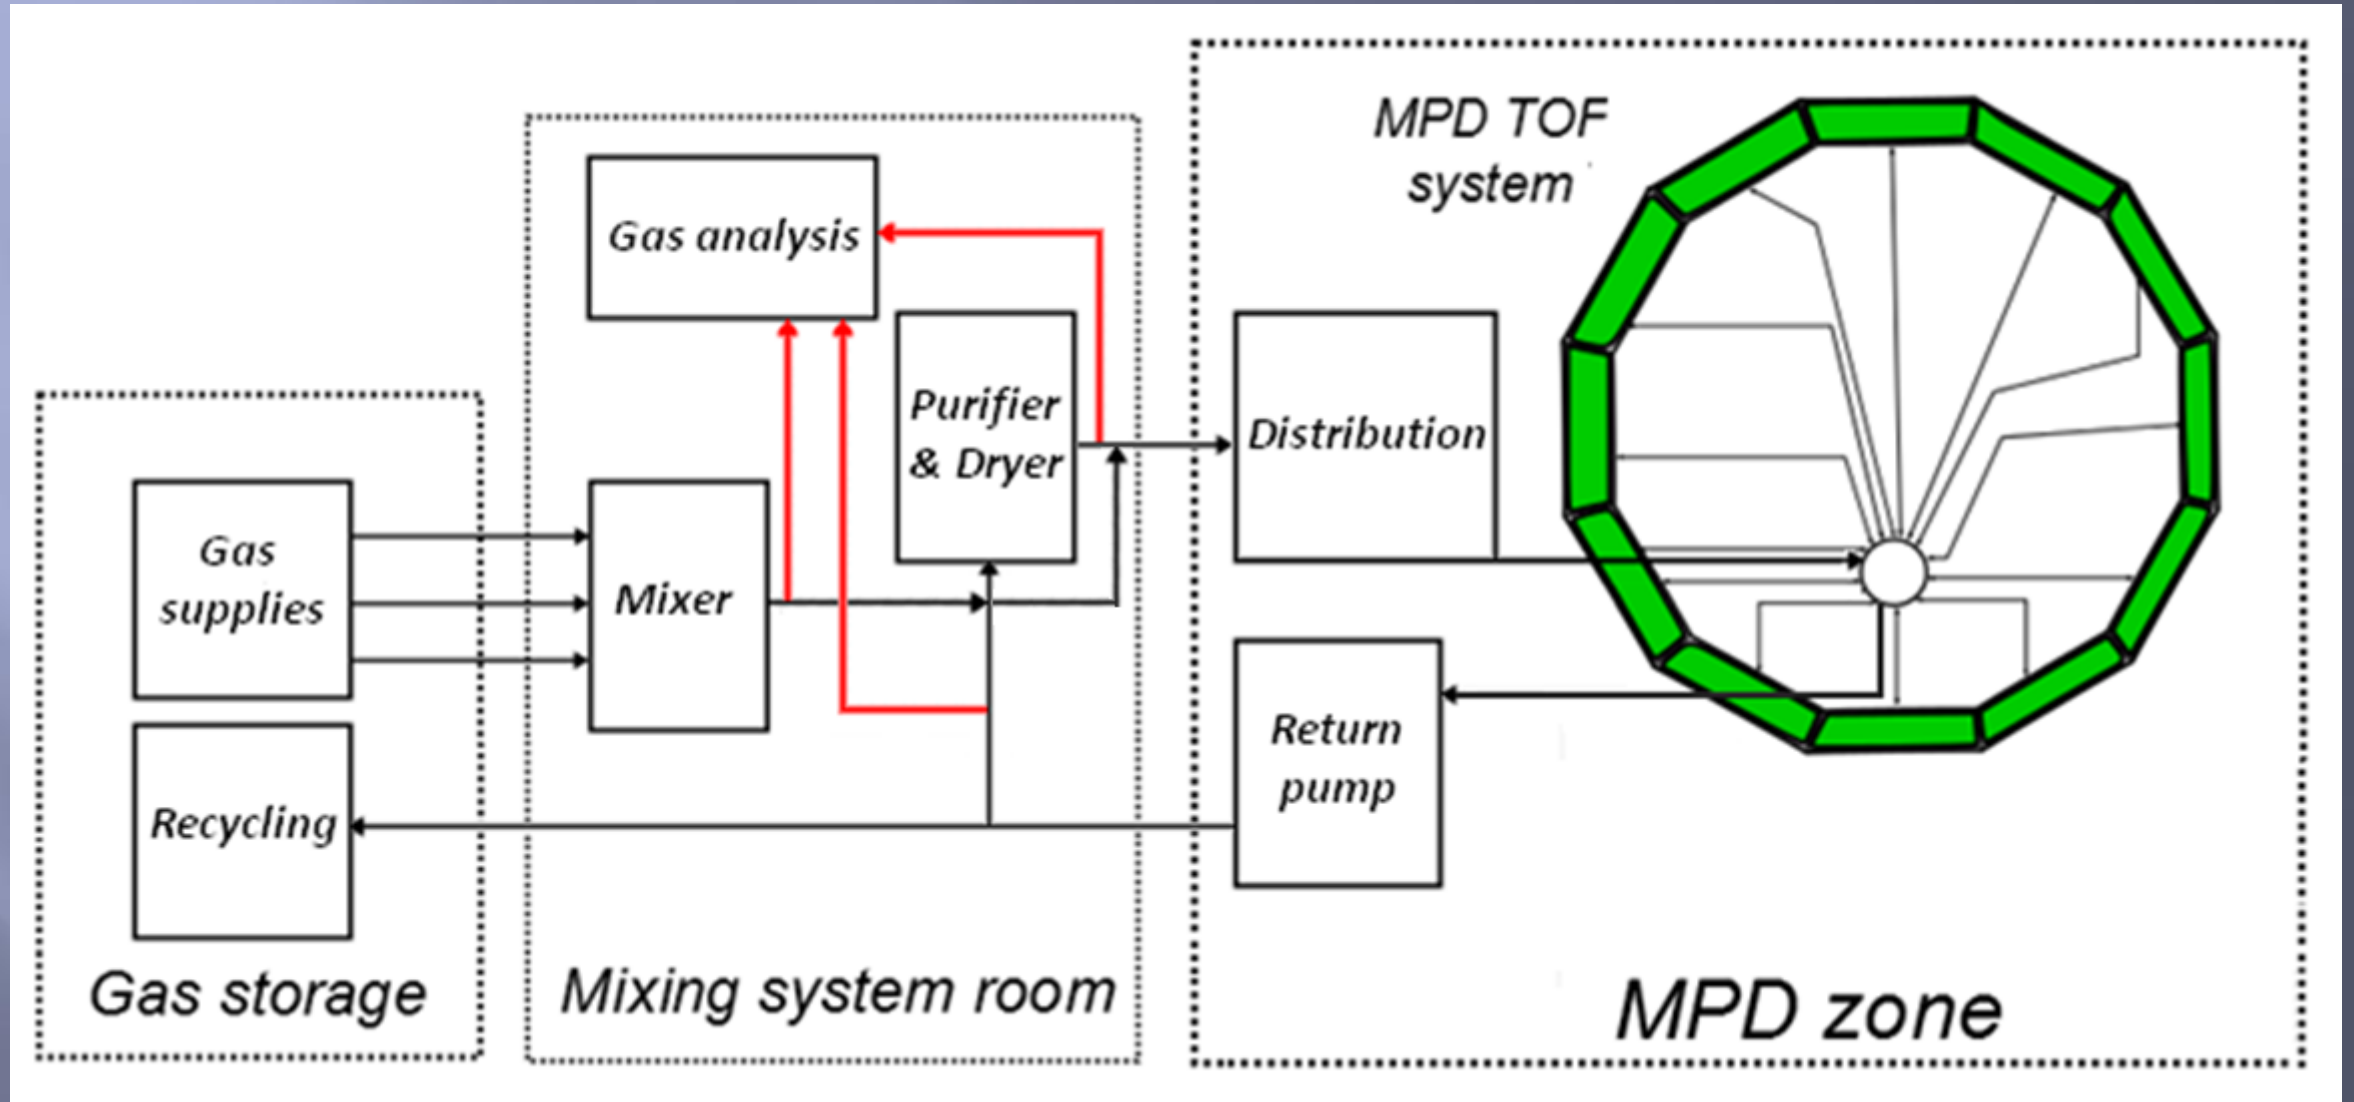 MPD TOF
system
Gas analysis
Purifier
& Dryer
Distribution
Gas
supplies
Mixer
Return
pump
Recycling
Gas storage
Mixing system room
MPD zone